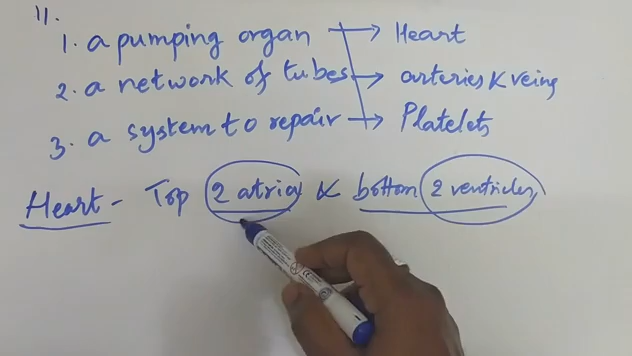 11.
1. a pumping organ → Heart
2. a network of tubes → arteries & veins
3. a system to repair → Platelets
Heart - Top 2 atria & bottom 2 ventricles